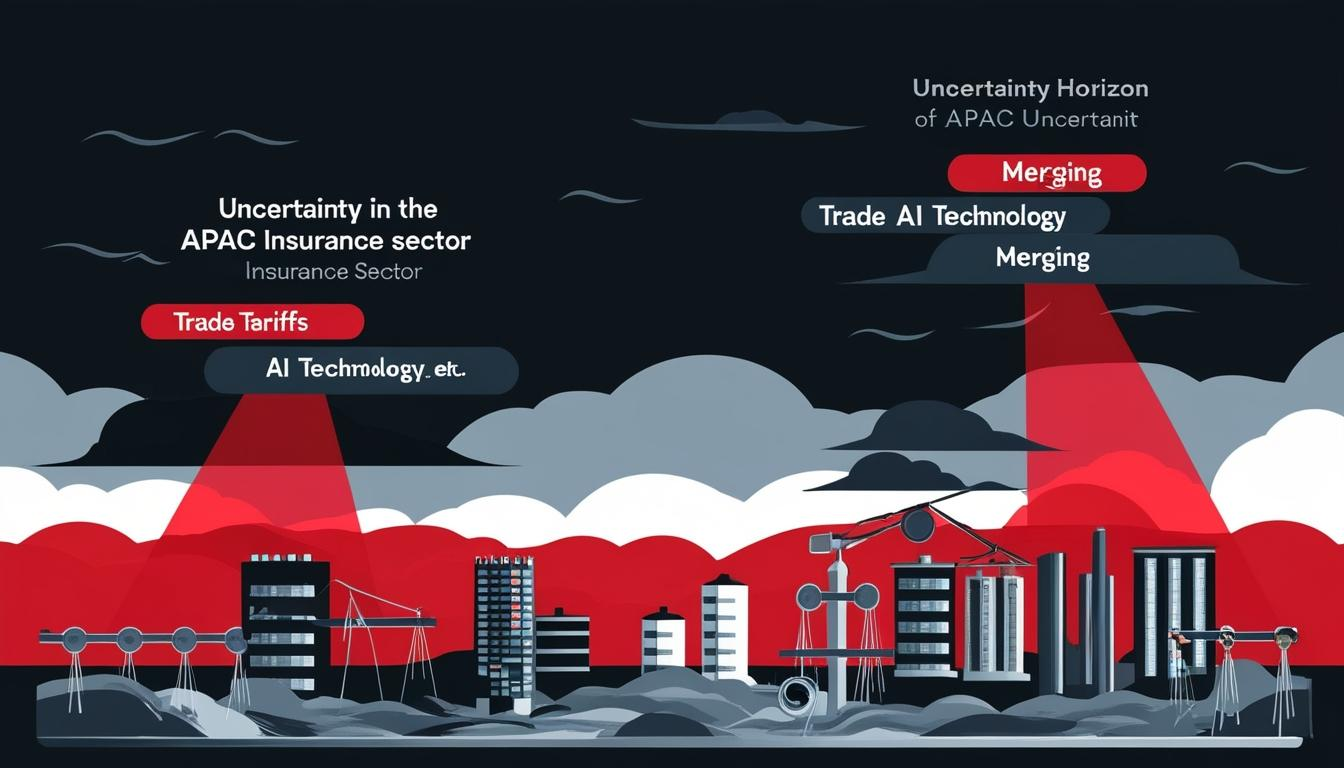 Uncertainty in the
APAC Insurance sector
Insurance Sector
Trade Tariffs
AI Technology, etc.
Uncertainty Horizon
of APAC Uncertanit
Merging
Trade AI Technology
Merging